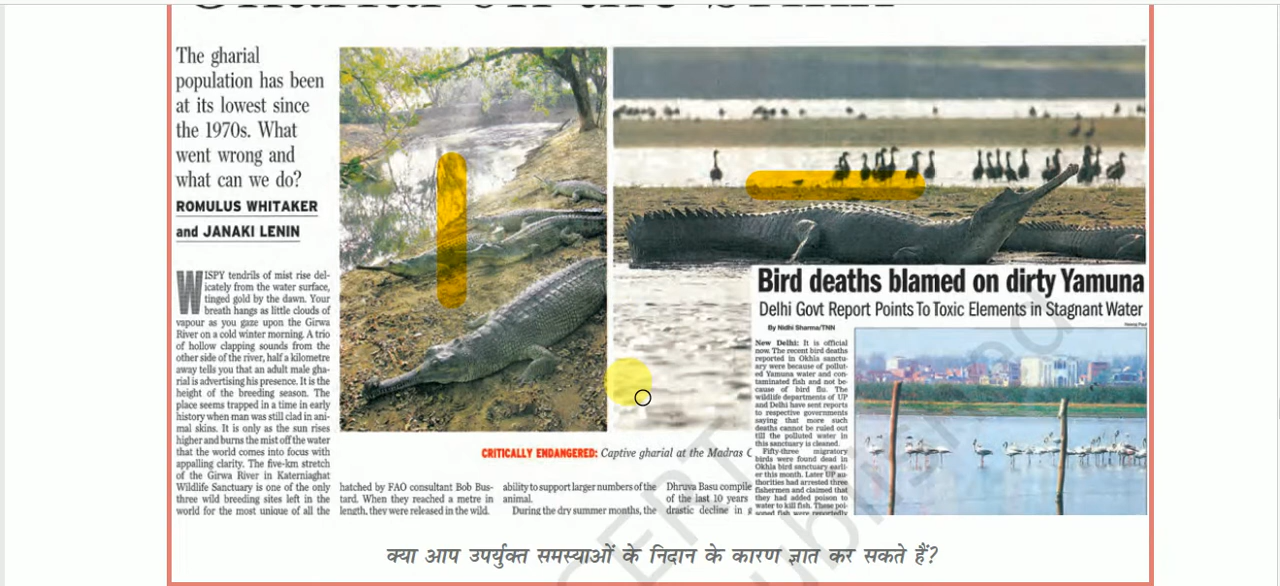 Gharial on the brink
The gharial
population has been
at its lowest since
the 1970s. What
went wrong and
what can we do?
ROMULUS WHITAKER
and JANAKI LENIN
WISPY tendrils of mist rise del-
icately from the water surface,
tinged gold by the dawn. Your
breath hangs as little clouds of
vapour as you gaze upon the Girwa
River on a cold winter morning. A trio
of hollow clapping sounds from the
other side of the river, half a kilometre
away tells you that an adult male gha-
rial is advertising his presence. It is the
height of the breeding season. The
place seems trapped in a time in early
history when man was still clad in ani-
mal skins. It is only as the sun rises
higher and burns the mist off the water
that the world comes into focus with
appalling clarity. The five-km stretch
of the Girwa River in Katerniaghat
Wildlife Sanctuary is one of the only
three wild breeding sites left in the
world for the most unique of all the
CRITICALLY ENDANGERED: Captive gharial at the Madras C
hatched by FAO consultant Bob Bus-
tard. When they reached a metre in
length, they were released in the wild.
ability to support larger numbers of the
animal.
During the dry summer months, the
Dhruva Basu compile
of the last 10 years
drastic decline in g
Bird deaths blamed on dirty Yamuna
Delhi Govt Report Points To Toxic Elements in Stagnant Water
By Nidhi Sharma/TNN
New Delhi: It is official
now. The recent bird deaths
reported in Okhla sanctu-
ary were because of pollut-
ed Yamuna water and con-
taminated fish and not be-
cause of bird flu. The
wildlife departments of UP
and Delhi have sent reports
to respective governments
saying that more such
deaths cannot be ruled out
till the polluted water in
this sanctuary is cleaned.
Fifty-three migratory
birds were found dead in
Okhla bird sanctuary earli-
er this month. Later UP au-
thorities had arrested three
fishermen and claimed that
they had added poison to
water to kill fish. These poi-
soned fish were reportedly
क्या आप उपर्युक्त समस्याओं के निदान के कारण ज्ञात कर सकते हैं?